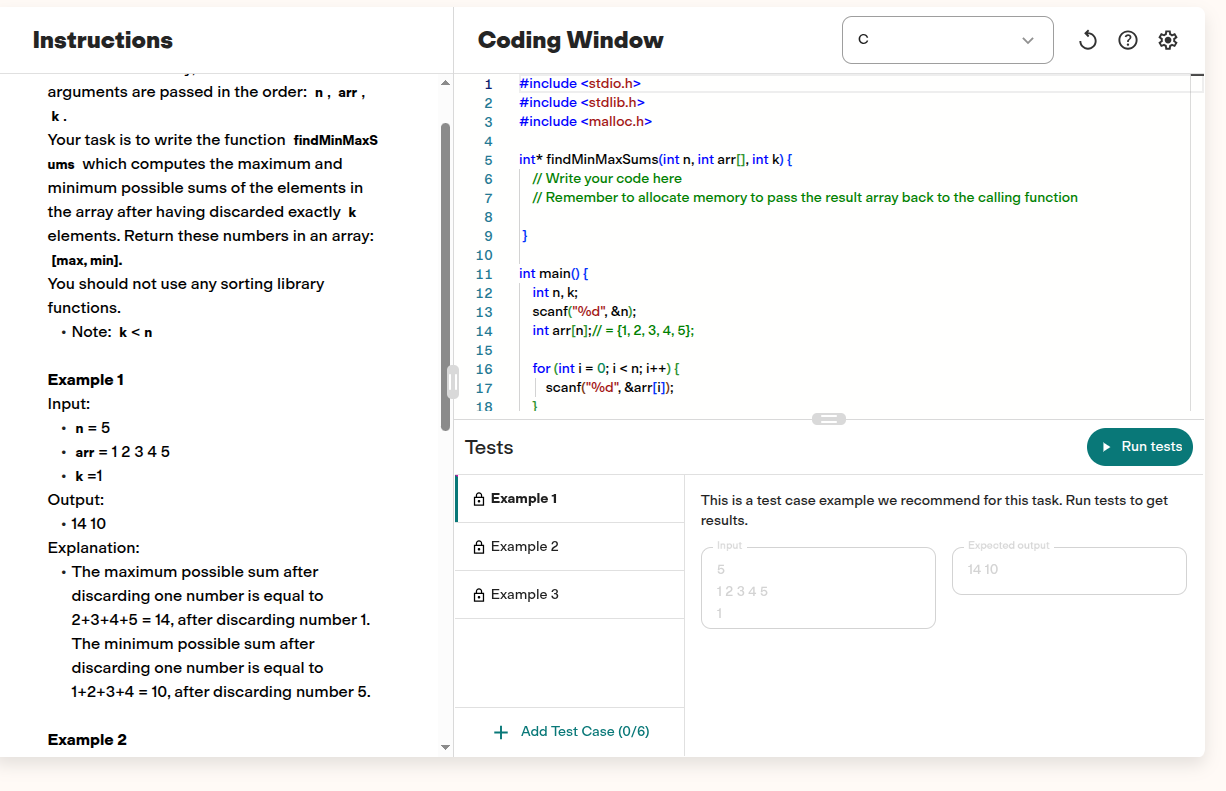 Instructions
arguments are passed in the order: n , arr ,
k .
Your task is to write the function findMinMaxS
ums which computes the maximum and
minimum possible sums of the elements in
the array after having discarded exactly k
elements. Return these numbers in an array:
[max, min].
You should not use any sorting library
functions.
• Note: k < n
Example 1
Input:
• n = 5
• arr = 1 2 3 4 5
• k =1
Output:
• 14 10
Explanation:
• The maximum possible sum after
discarding one number is equal to
2+3+4+5 = 14, after discarding number 1.
The minimum possible sum after
discarding one number is equal to
1+2+3+4 = 10, after discarding number 5.
Example 2
Coding Window
C
1 #include <stdio.h>
2 #include <stdlib.h>
3 #include <malloc.h>
4
5 int* findMinMaxSums(int n, int arr[], int k) {
6 // Write your code here
7 // Remember to allocate memory to pass the result array back to the calling function
8
9 }
10
11 int main() {
12 int n, k;
13 scanf("%d", &n);
14 int arr[n];// = {1, 2, 3, 4, 5};
15
16 for (int i = 0; i < n; i++) {
17 scanf("%d", &arr[i]);
18 }
Tests
Run tests
Example 1
Example 2
Example 3
Add Test Case (0/6)
This is a test case example we recommend for this task. Run tests to get
results.
Input
5
1 2 3 4 5
1
Expected output
14 10